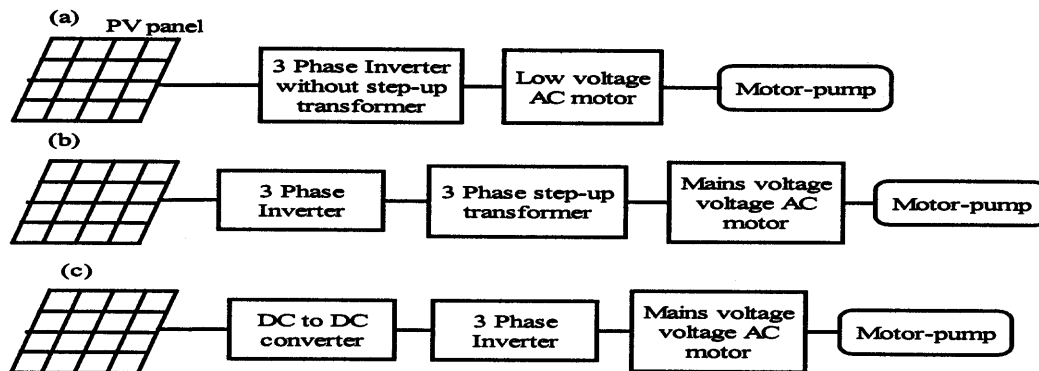 (a)
PV panel
3 Phase Inverter
without step-up
transformer
Low voltage
AC motor
Motor-pump
(b)
3 Phase
Inverter
3 Phase step-up
transformer
Mains voltage
voltage AC
motor
Motor-pump
(c)
DC to DC
converter
3 Phase
Inverter
Mains voltage
voltage AC
motor
Motor-pump